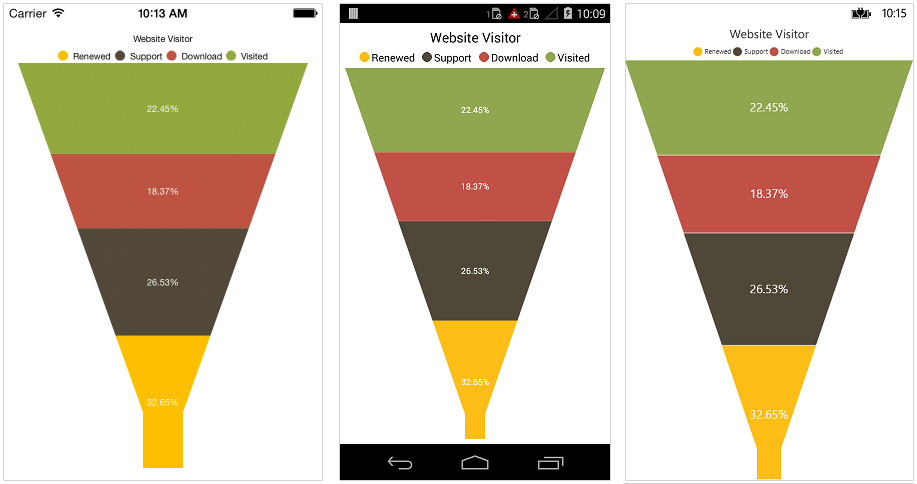 Carrier 10:13 AM
Website Visitor
Renewed Support Download Visited
22.45%
18.37%
26.53%
32.65%
1 2 10:09
Website Visitor
Renewed Support Download Visited
22.45%
18.37%
26.53%
32.65%
10:15
Website Visitor
Renewed Support Download Visited
22.45%
18.37%
26.53%
32.65%